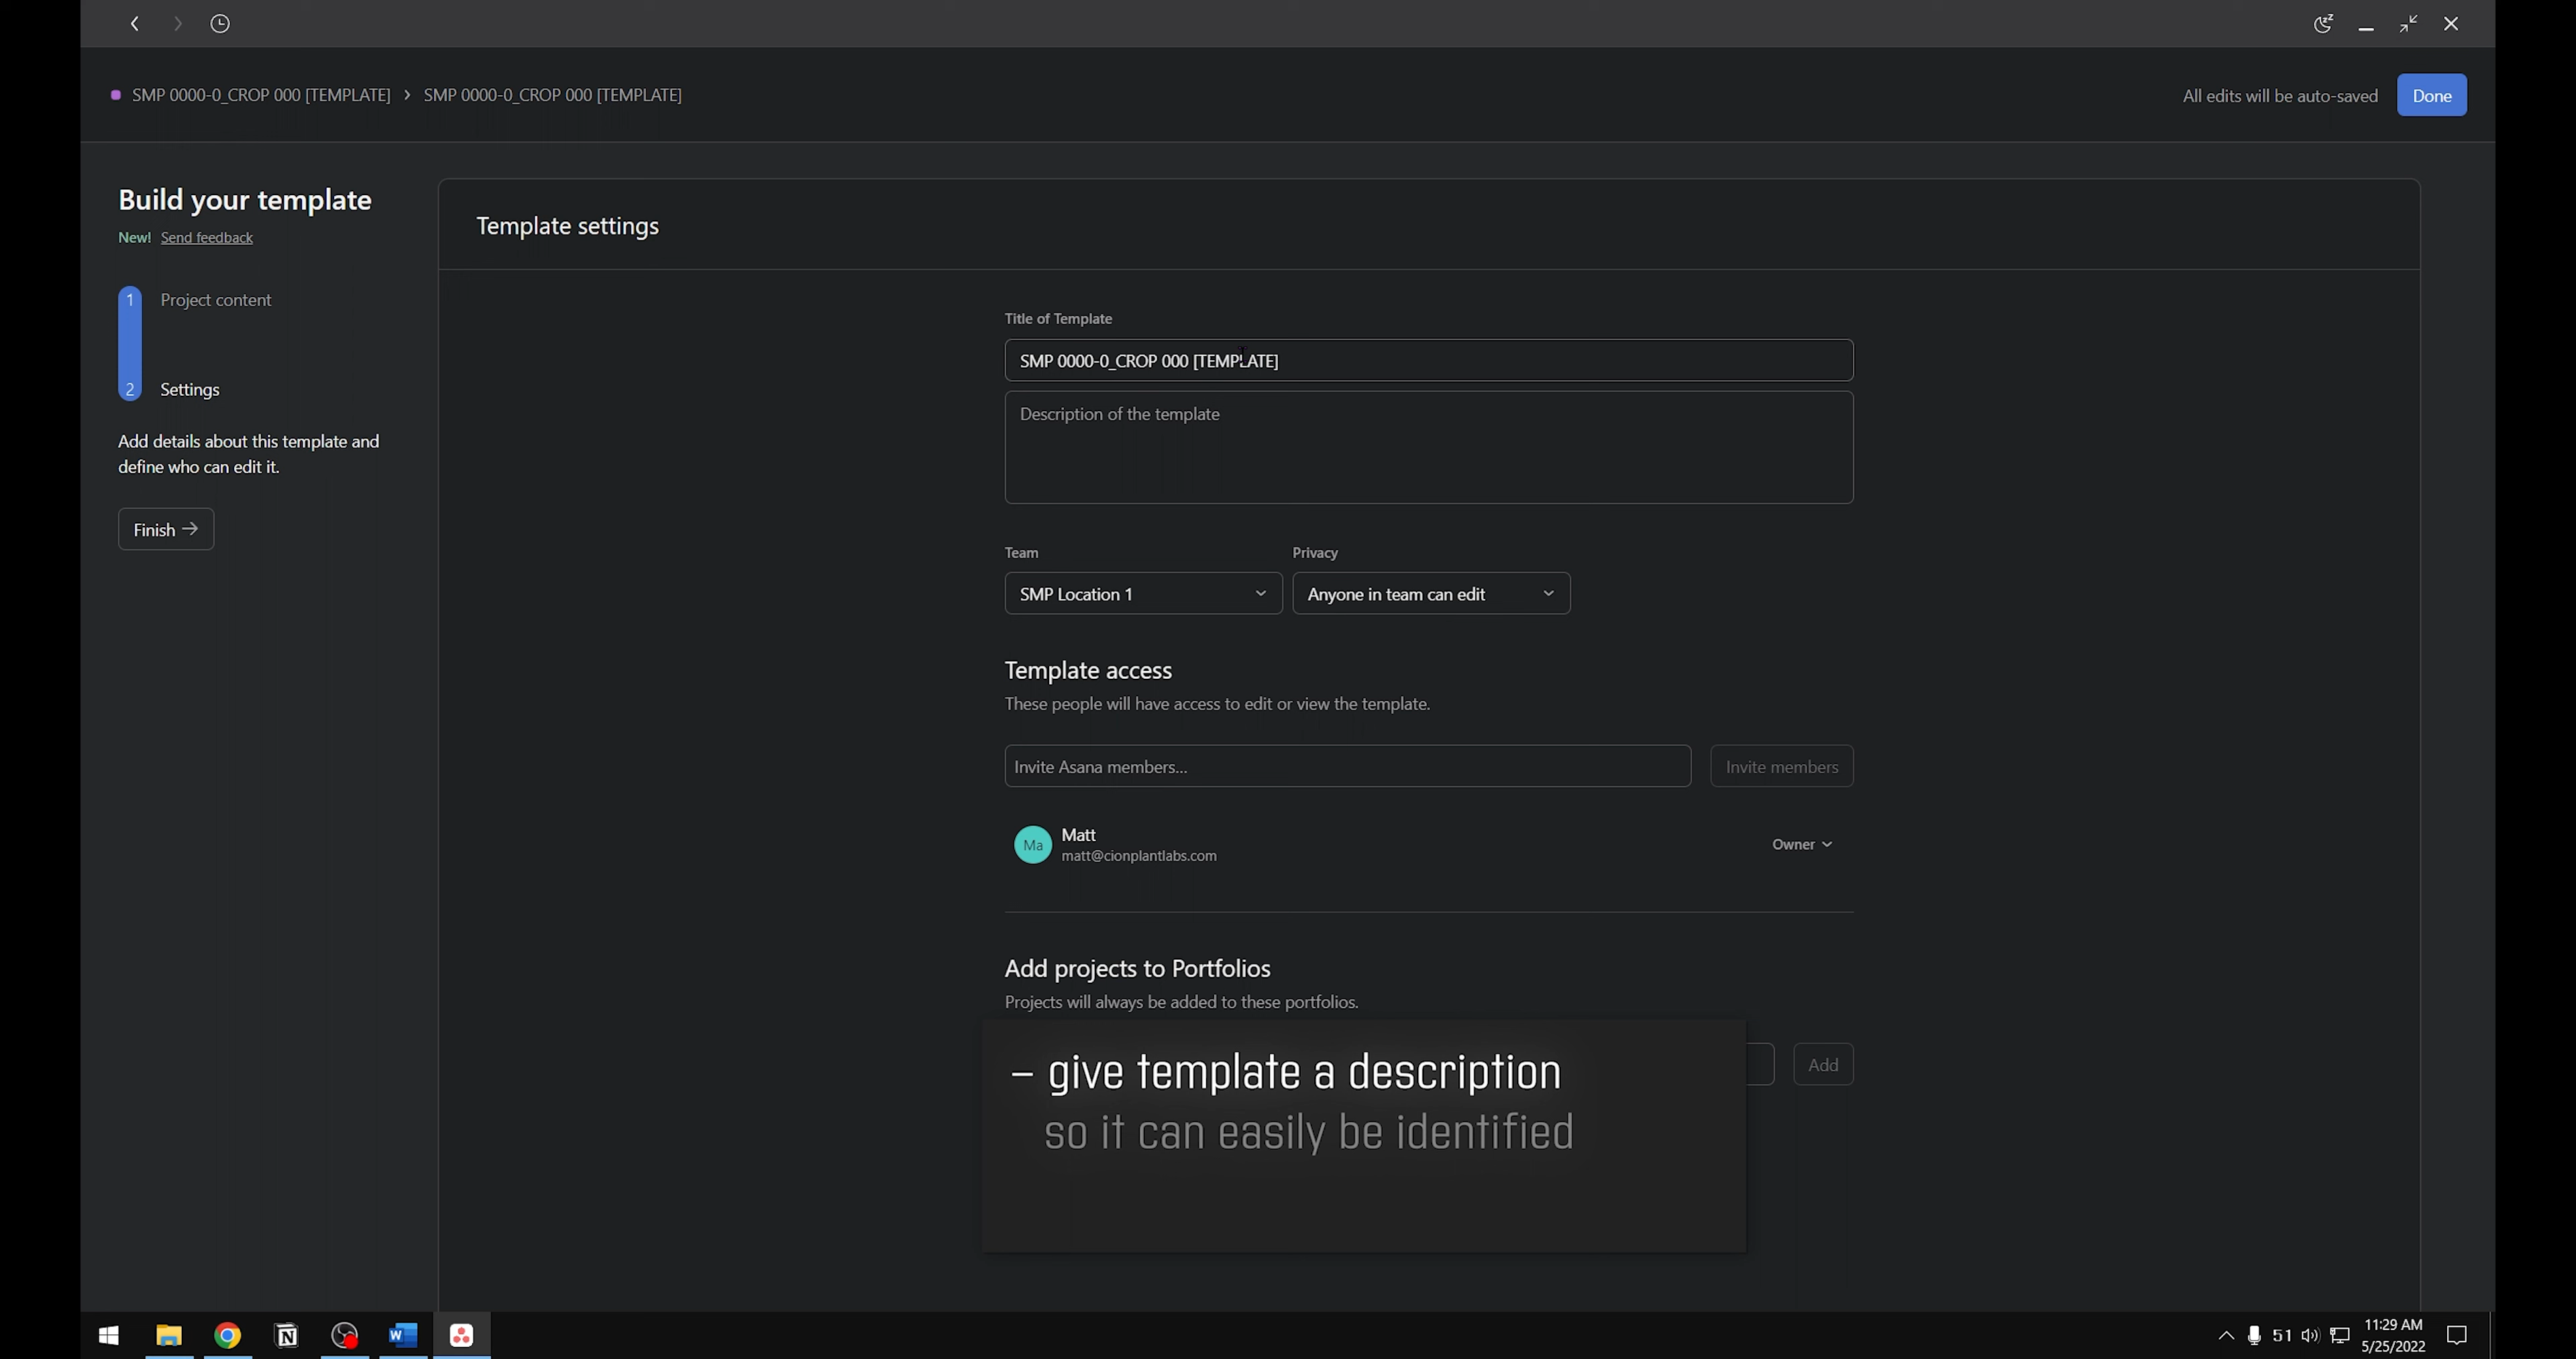 SMP 0000-0_CROP 000 [TEMPLATE] > SMP 0000-0_CROP 000 [TEMPLATE]
All edits will be auto-saved
Done
Build your template
New! Send feedback
1 Project content
2 Settings
Add details about this template and
define who can edit it.
Finish →
Template settings
Title of Template
SMP 0000-0_CROP 000 [TEMPLATE]
Description of the template
Team
Privacy
SMP Location 1
Anyone in team can edit
Template access
These people will have access to edit or view the template.
Invite Asana members...
Invite members
Ma
Matt
matt@cionplantlabs.com
Owner
Add projects to Portfolios
Projects will always be added to these portfolios.
Add
– give template a description
so it can easily be identified
51
11:29 AM
5/25/2022